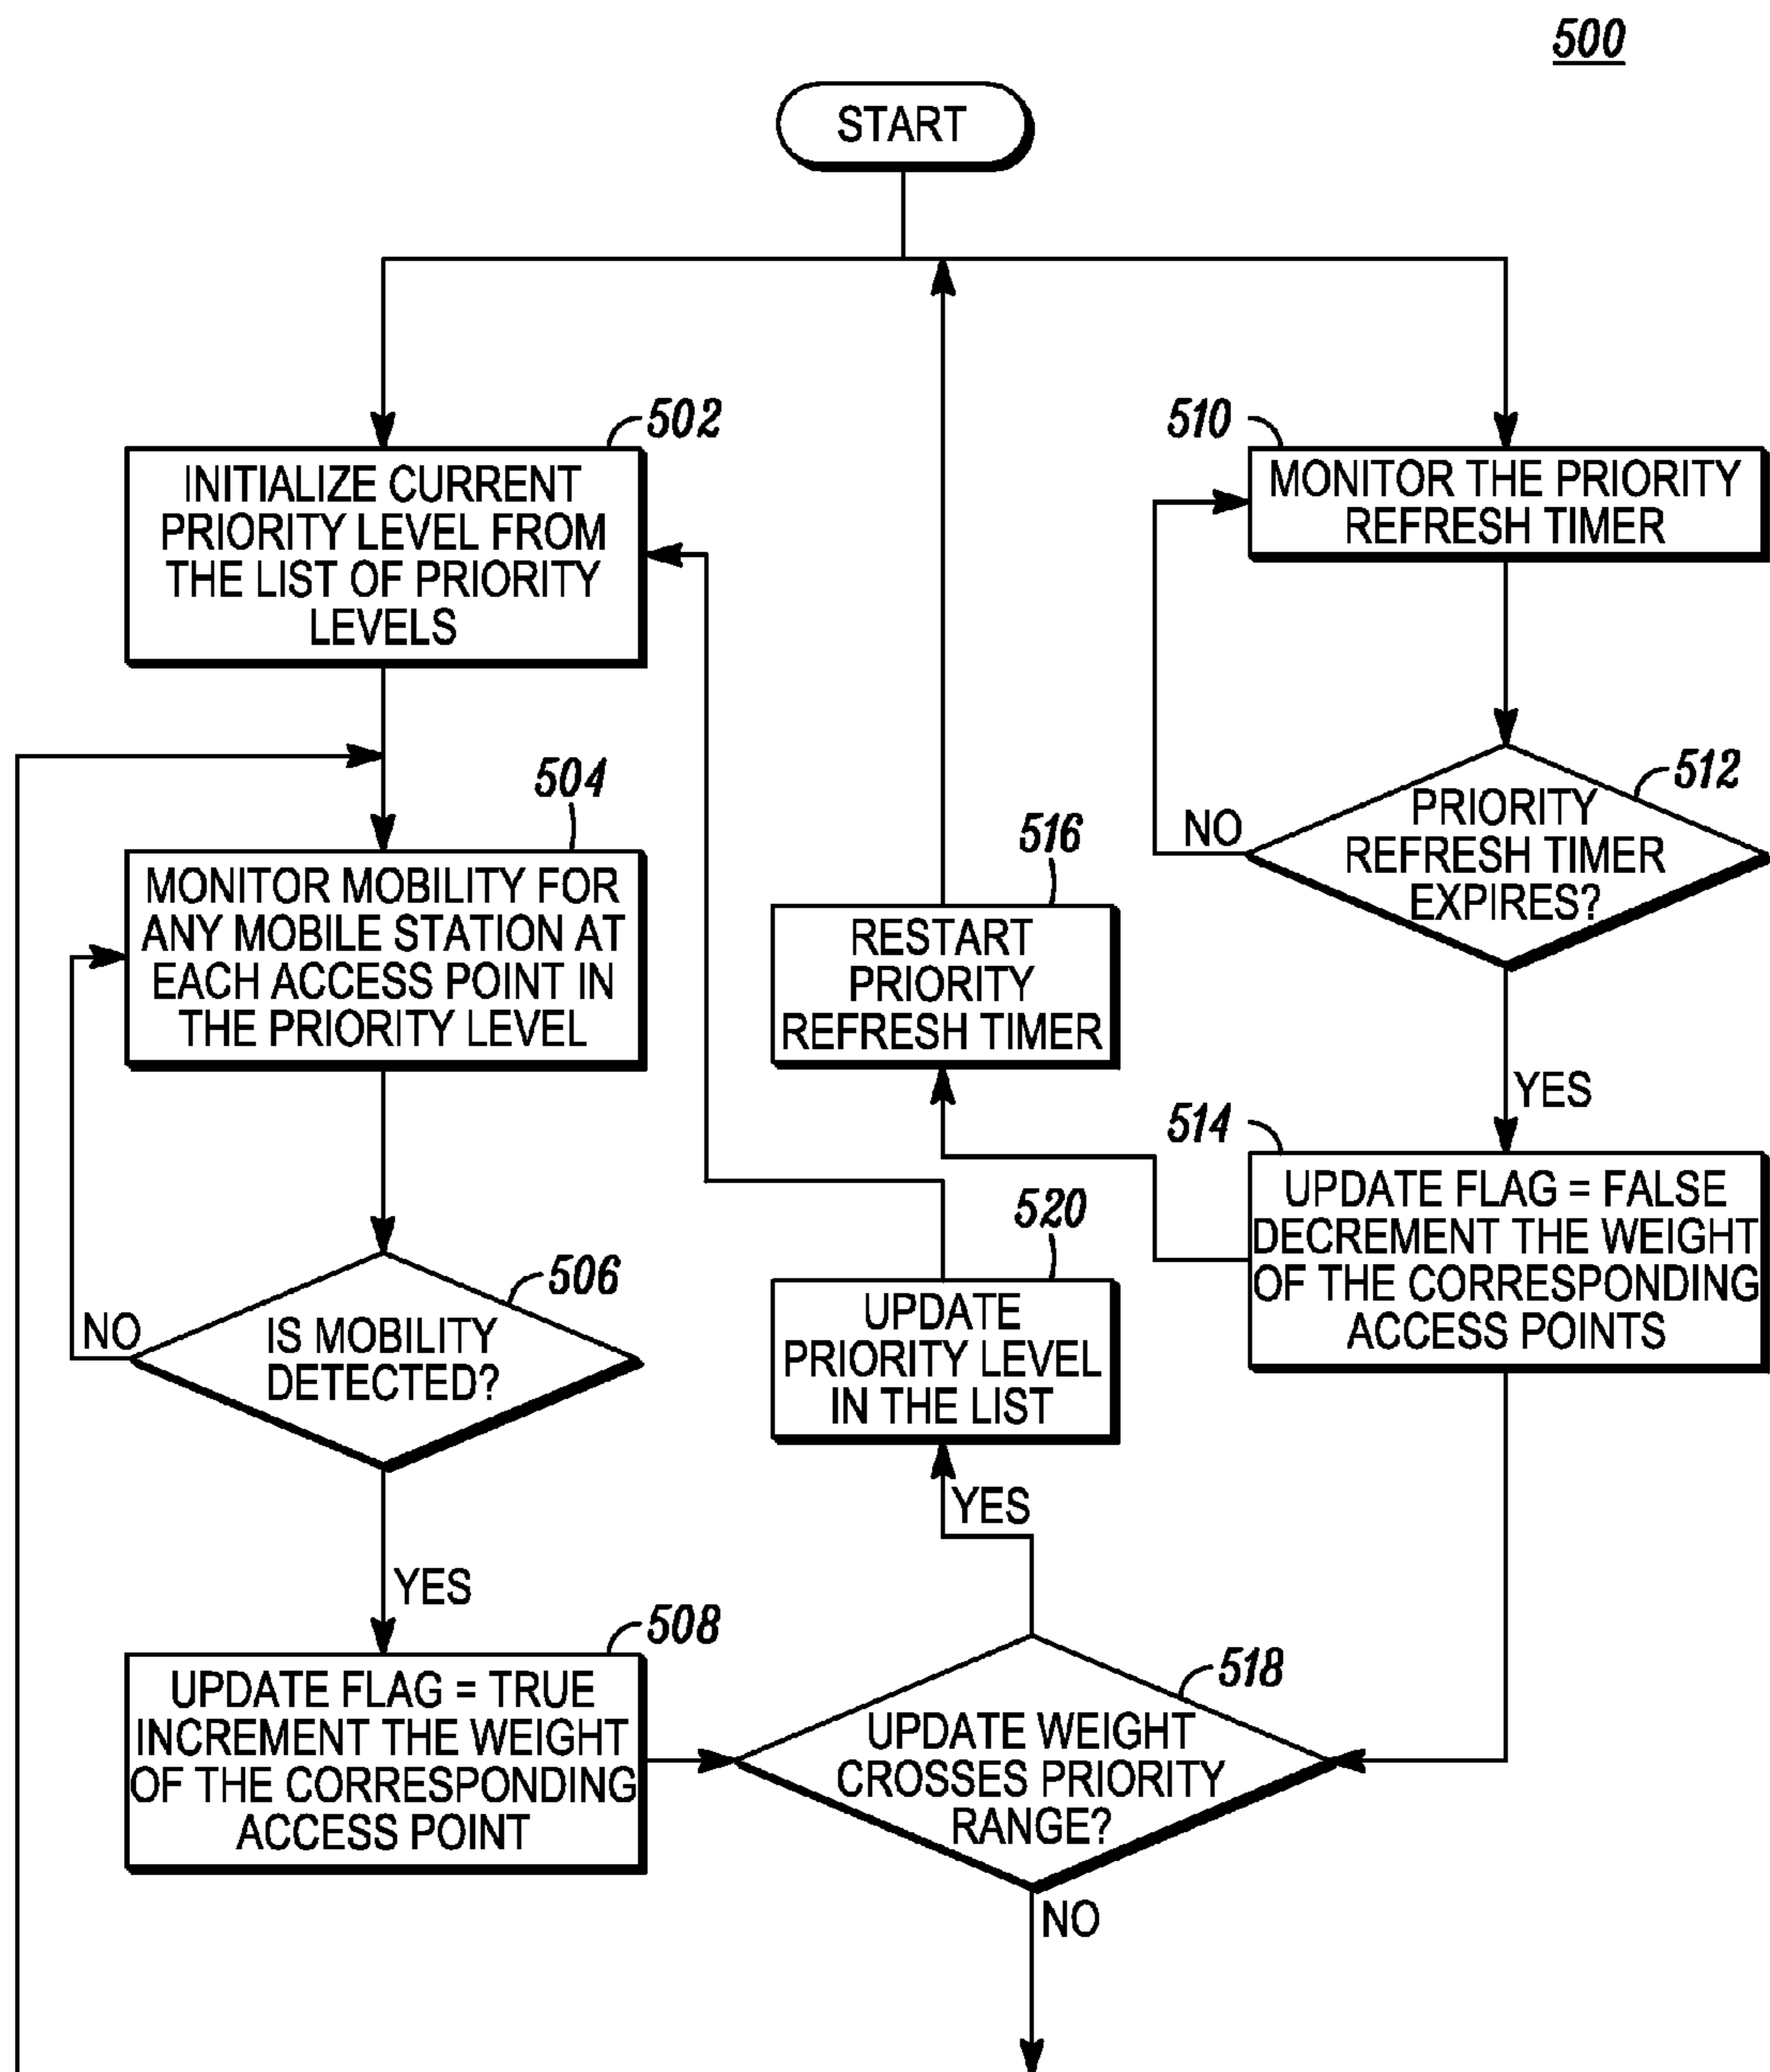 500
START
502
INITIALIZE CURRENT
PRIORITY LEVEL FROM
THE LIST OF PRIORITY
LEVELS
510
MONITOR THE PRIORITY
REFRESH TIMER
504
MONITOR MOBILITY FOR
ANY MOBILE STATION AT
EACH ACCESS POINT IN
THE PRIORITY LEVEL
512
PRIORITY
REFRESH TIMER
EXPIRES?
NO
516
RESTART
PRIORITY
REFRESH TIMER
YES
514
UPDATE FLAG = FALSE
DECREMENT THE WEIGHT
OF THE CORRESPONDING
ACCESS POINTS
506
IS MOBILITY
DETECTED?
NO
520
UPDATE
PRIORITY LEVEL
IN THE LIST
YES
YES
508
UPDATE FLAG = TRUE
INCREMENT THE WEIGHT
OF THE CORRESPONDING
ACCESS POINT
518
UPDATE WEIGHT
CROSSES PRIORITY
RANGE?
NO